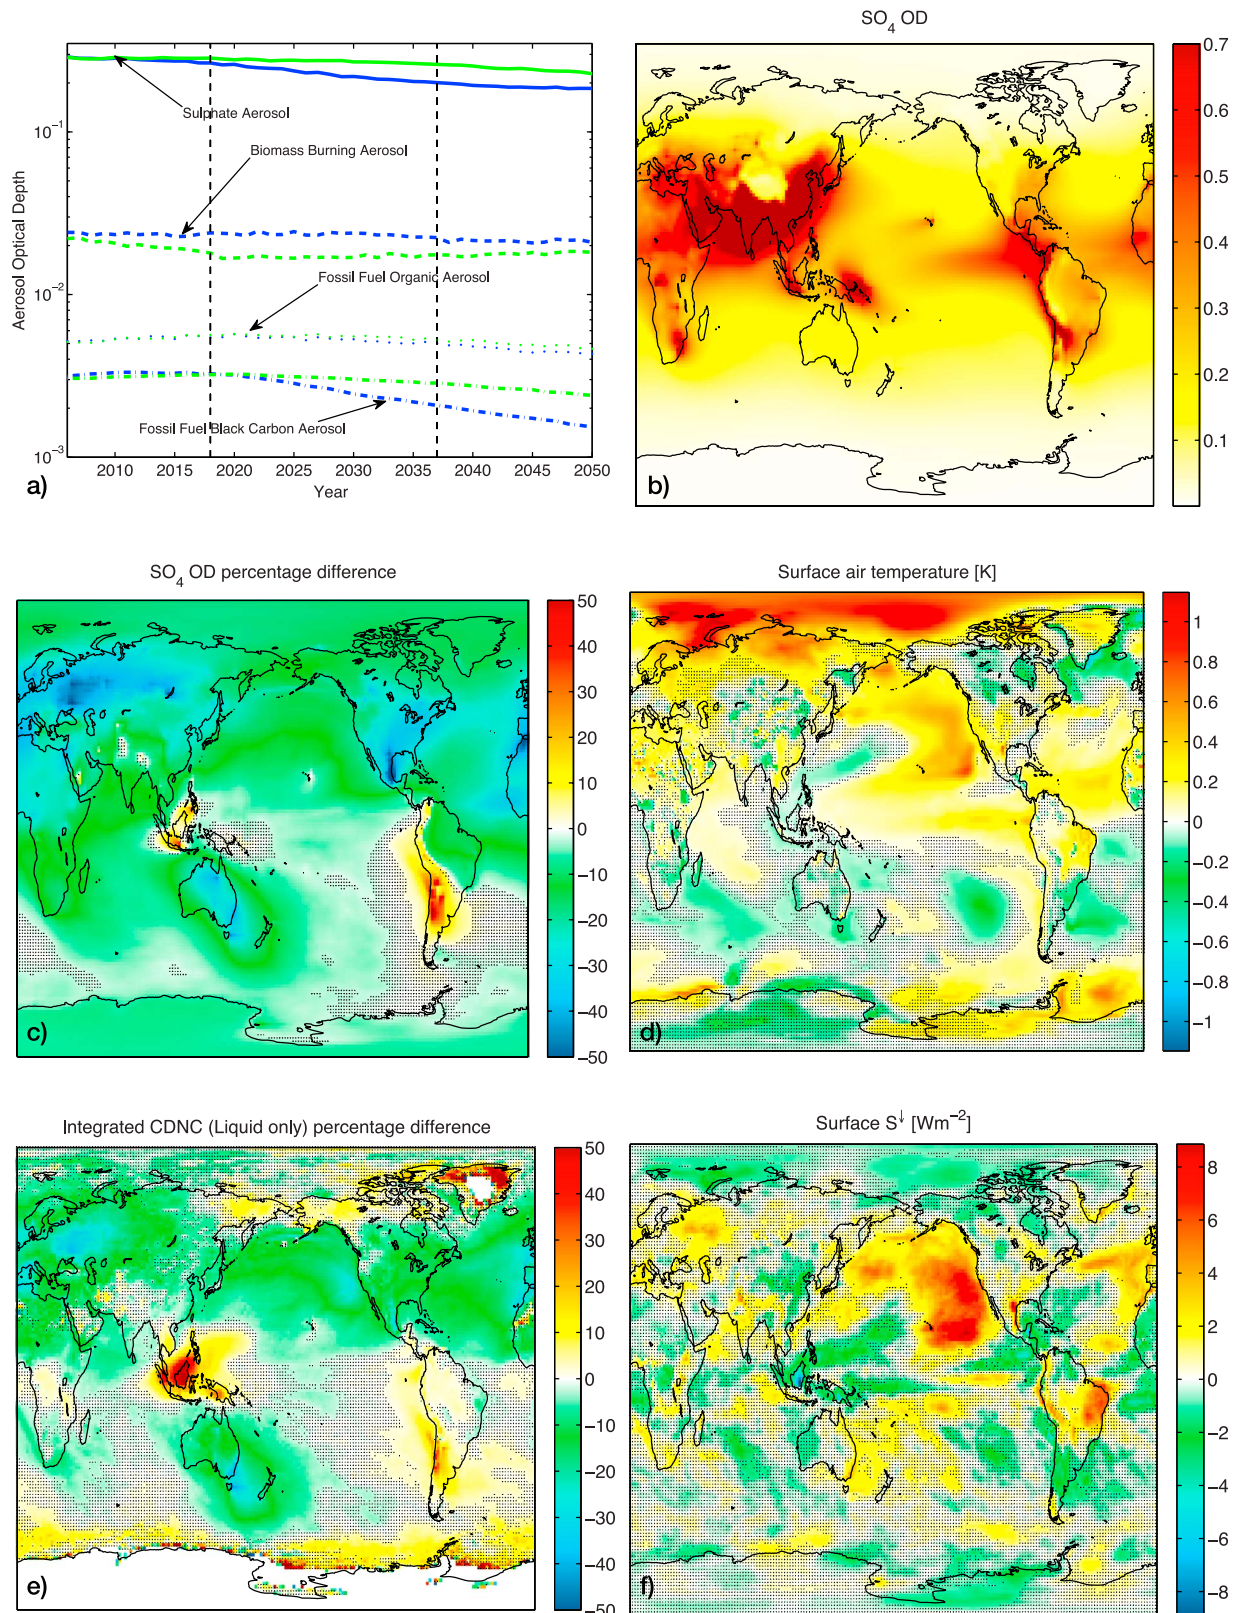 10⁻¹
10⁻²
10⁻³
Aerosol Optical Depth
Sulphate Aerosol
Biomass Burning Aerosol
Fossil Fuel Organic Aerosol
Fossil Fuel Black Carbon Aerosol
2010 2015 2020 2025 2030 2035 2040 2045 2050
Year
a)
SO₄ OD
0.7
0.6
0.5
0.4
0.3
0.2
0.1
b)
SO₄ OD percentage difference
50
40
30
20
10
0
−10
−20
−30
−40
−50
c)
Surface air temperature [K]
1
0.8
0.6
0.4
0.2
0
−0.2
−0.4
−0.6
−0.8
−1
d)
Integrated CDNC (Liquid only) percentage difference
50
40
30
20
10
0
−10
−20
−30
−40
−50
e)
Surface S↓ [Wm⁻²]
8
6
4
2
0
−2
−4
−6
−8
f)